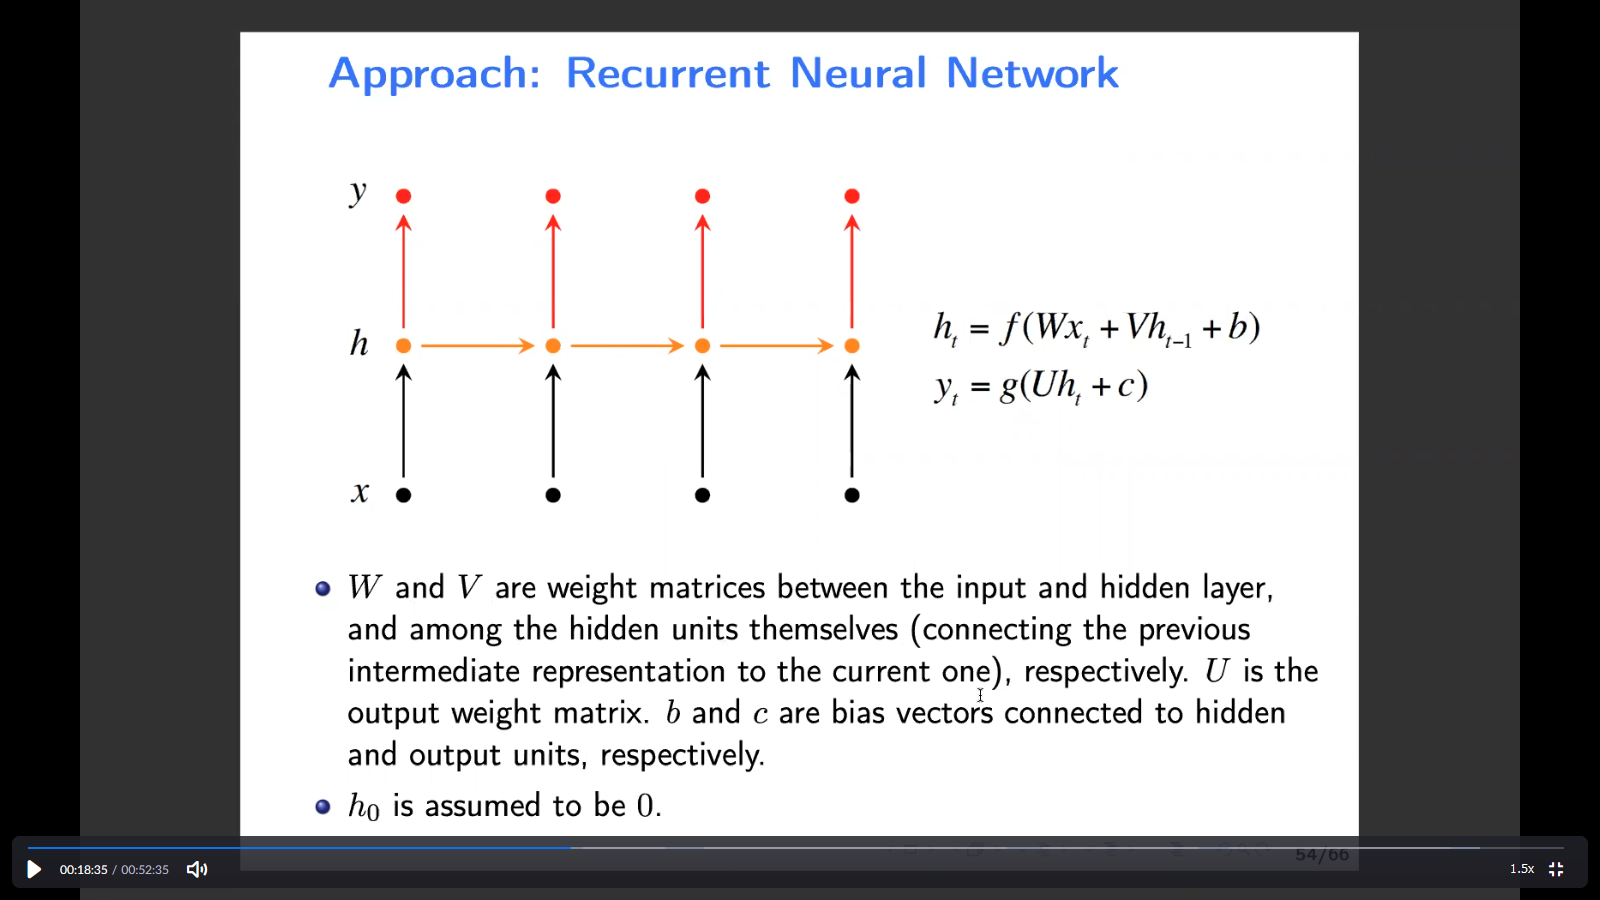 Approach: Recurrent Neural Network
y
h
x
h_t = f(Wx_t + Vh_{t−1} + b)
y_t = g(Uh_t + c)
W and V are weight matrices between the input and hidden layer,
and among the hidden units themselves (connecting the previous
intermediate representation to the current one), respectively. U is the
output weight matrix. b and c are bias vectors connected to hidden
and output units, respectively.
h_0 is assumed to be 0.
54/66
00:18:35 / 00:52:35
1.5x